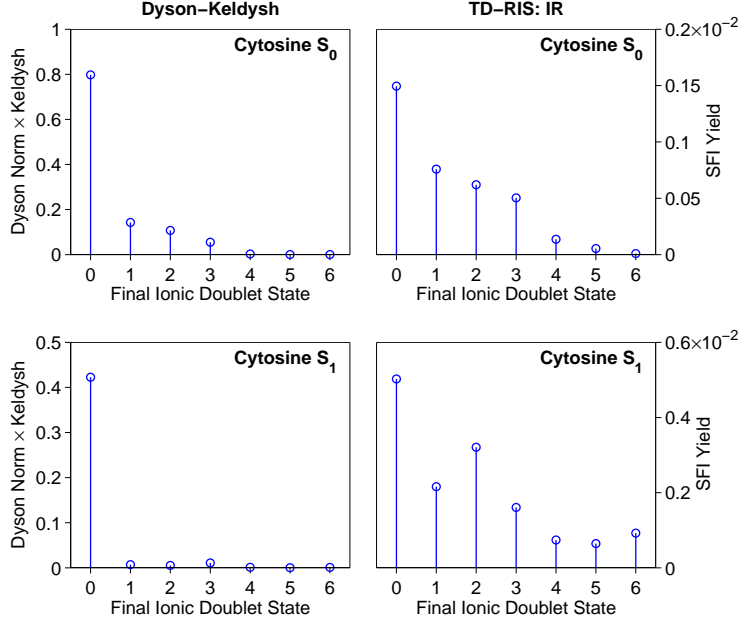 Dyson−Keldysh
Cytosine S0
1
0.8
0.6
0.4
0.2
0
Dyson Norm × Keldysh
0 1 2 3 4 5 6
Final Ionic Doublet State
TD−RIS: IR
Cytosine S0
0.2×10−2
0.15
0.1
0.05
0
SFI Yield
0 1 2 3 4 5 6
Final Ionic Doublet State
Cytosine S1
0.5
0.4
0.3
0.2
0.1
0
Dyson Norm × Keldysh
0 1 2 3 4 5 6
Final Ionic Doublet State
Cytosine S1
0.6×10−2
0.4
0.2
0
SFI Yield
0 1 2 3 4 5 6
Final Ionic Doublet State